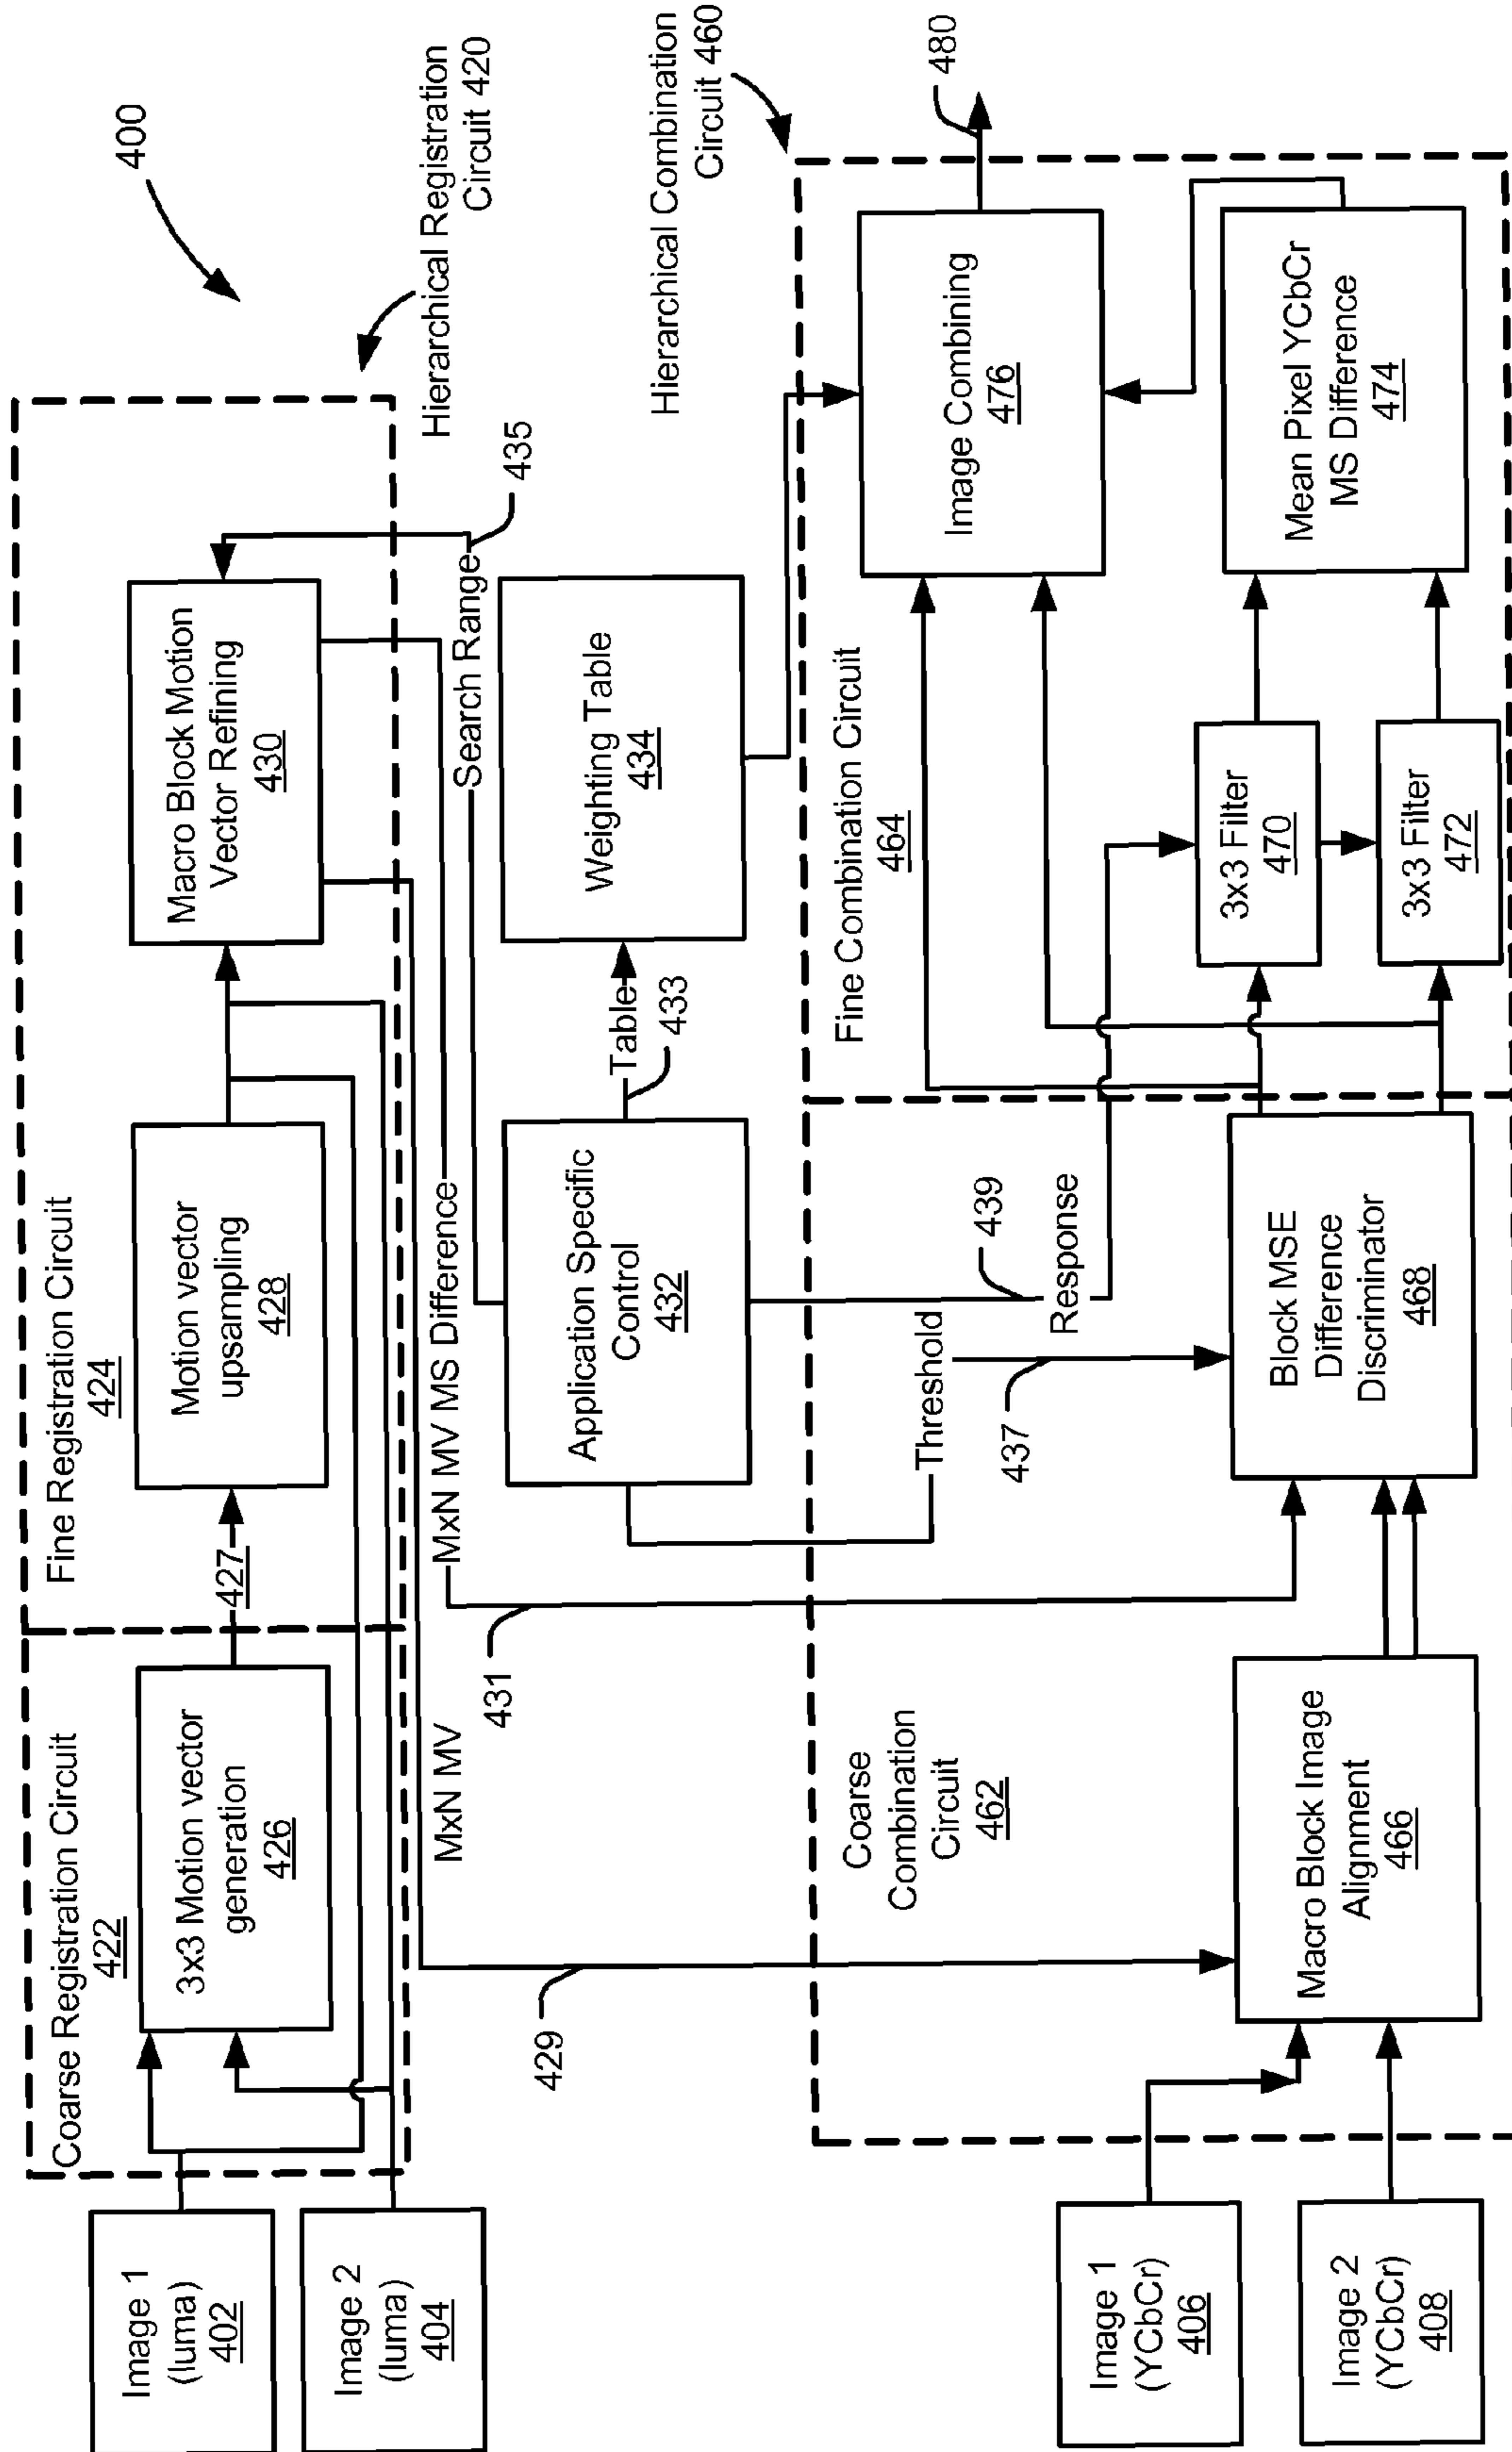 400
Hierarchical Registration
Circuit 420
Coarse Registration Circuit
422
Fine Registration Circuit
424
Image 1
(luma)
402
Image 2
(luma)
404
3x3 Motion vector
generation
426
427
Motion vector
upsampling
428
Macro Block Motion
Vector Refining
430
MxN MV
MxN MV MS Difference
Search Range
435
429
431
Application Specific
Control
432
Table
433
Weighting Table
434
Hierarchical Combination
Circuit 460
Threshold
437
Response
439
Coarse
Combination
Circuit
462
Fine Combination Circuit
464
Image 1
(YCbCr)
406
Image 2
(YCbCr)
408
Macro Block Image
Alignment
466
Block MSE
Difference
Discriminator
468
3x3 Filter
470
3x3 Filter
472
Image Combining
476
Mean Pixel YCbCr
MS Difference
474
480